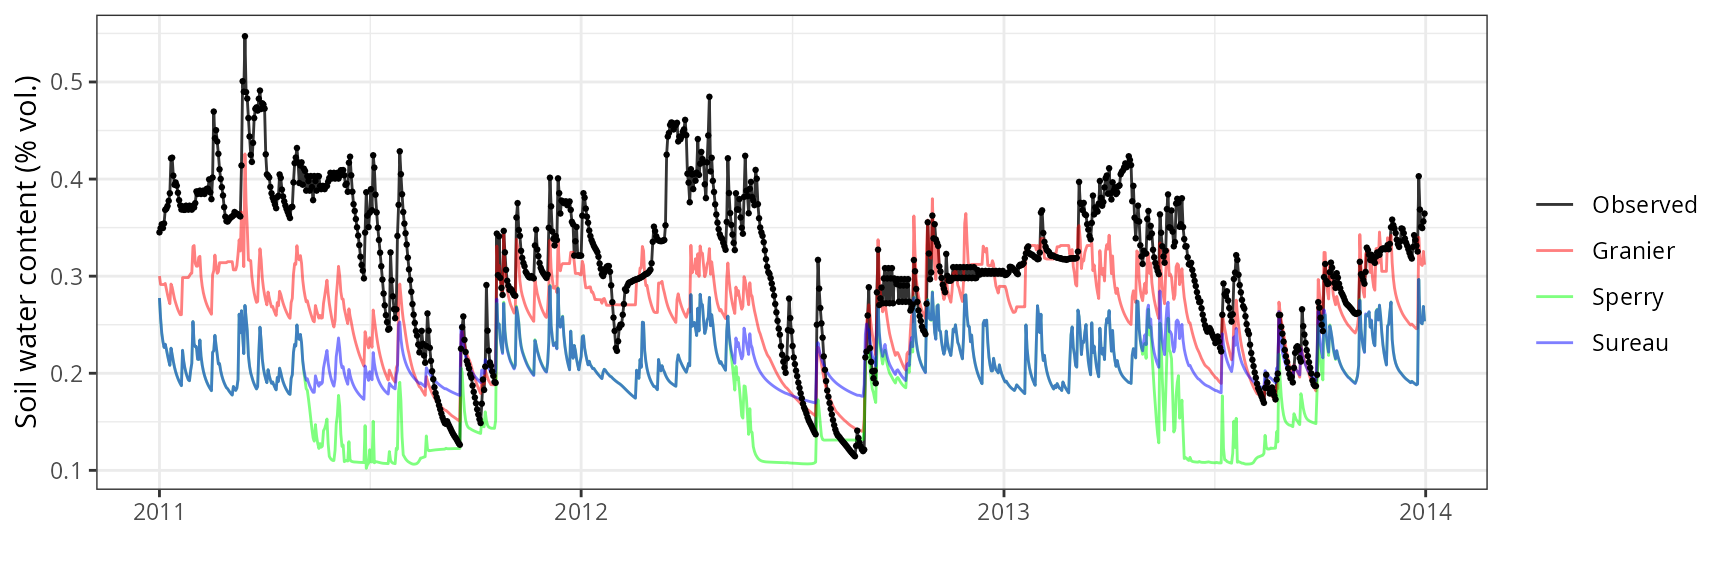 Soil water content (% vol.)
0.5
0.4
0.3
0.2
0.1
2011
2012
2013
2014
Observed
Granier
Sperry
Sureau